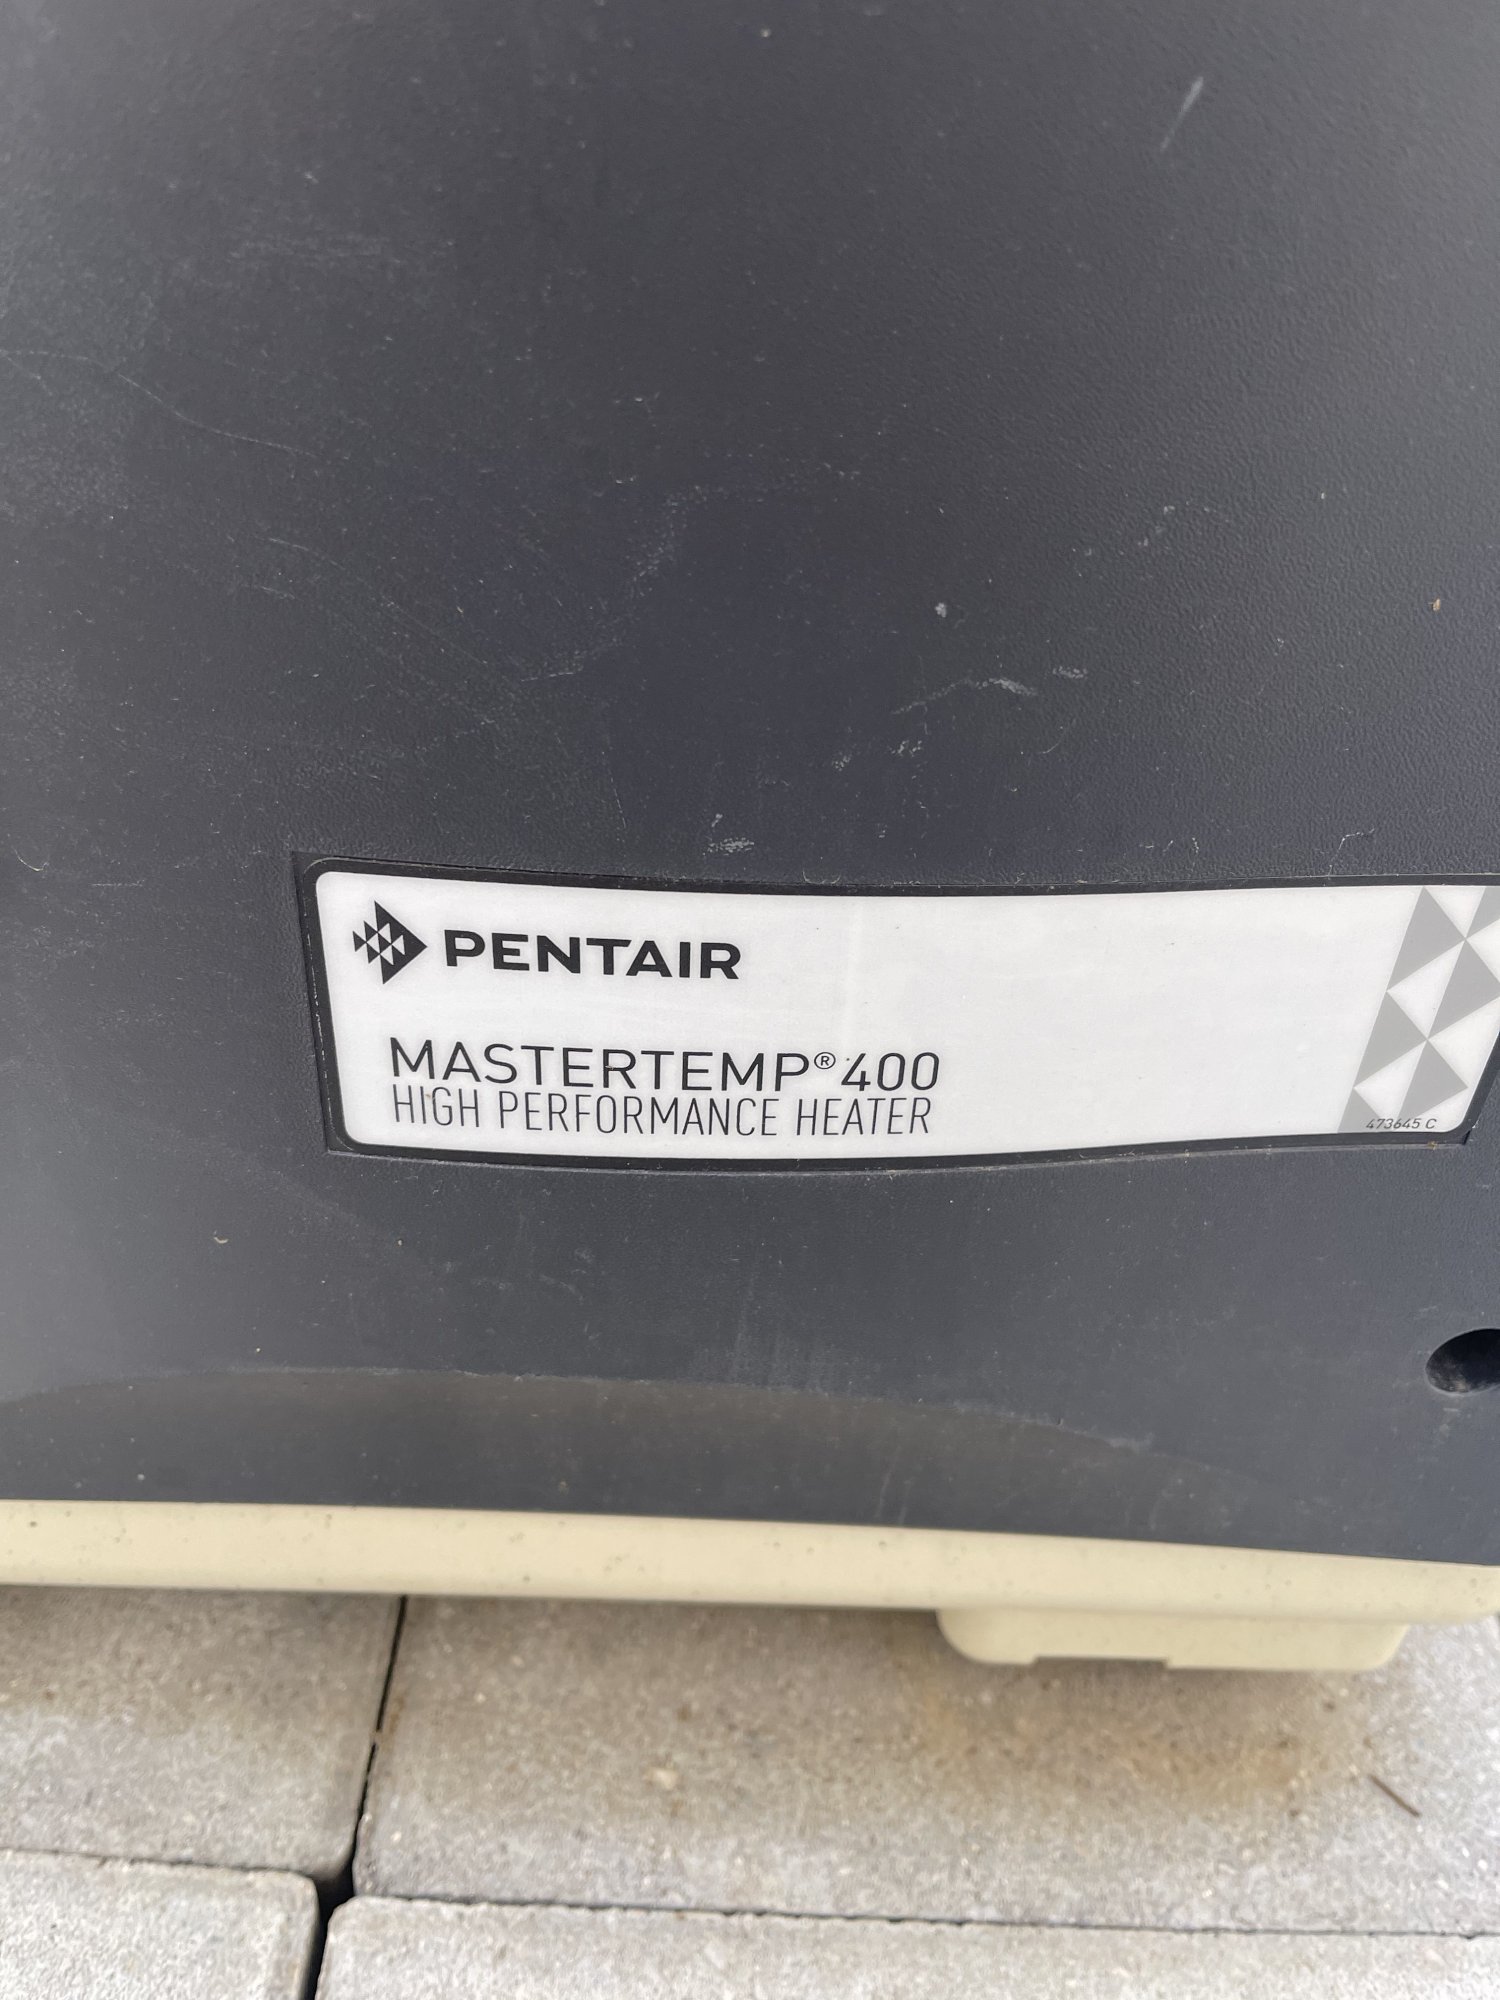 PENTAIR
MASTERTEMP® 400
HIGH PERFORMANCE HEATER
473645 C